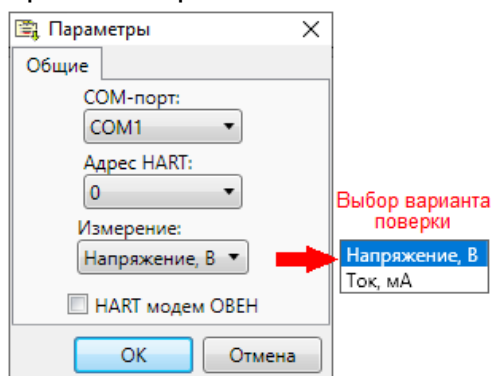 Параметры
Общие
COM-порт:
COM1
Адрес HART:
0
Измерение:
Напряжение, В
HART модем ОВЕН
OK
Отмена
Выбор варианта
поверки
Напряжение, В
Ток, мА